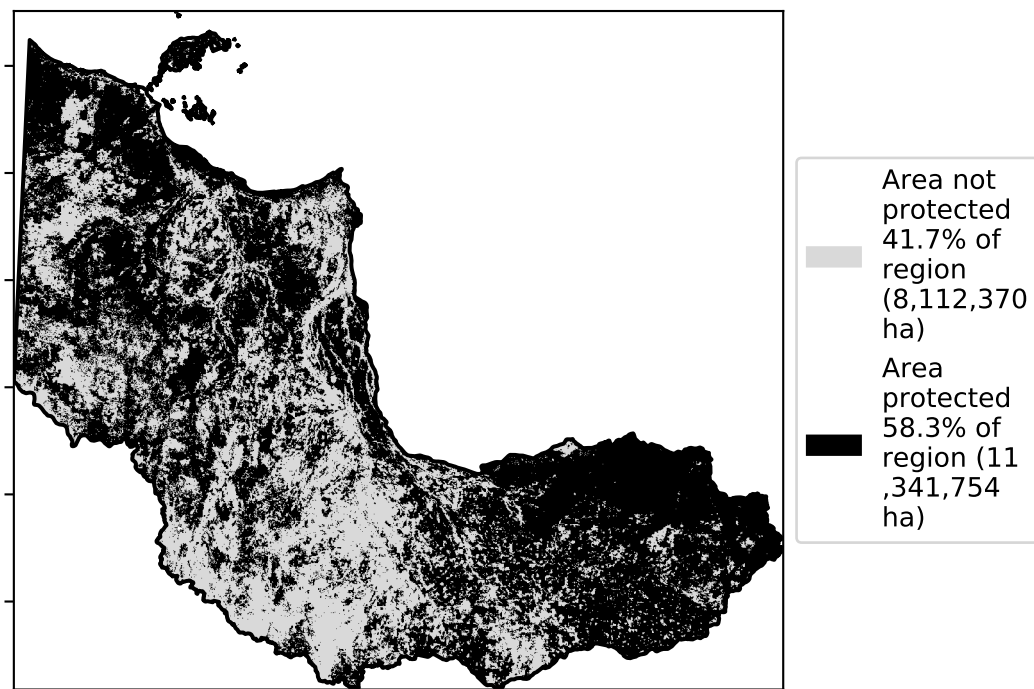 Area not
protected
41.7% of
region
(8,112,370
ha)
Area
protected
58.3% of
region (11
,341,754
ha)